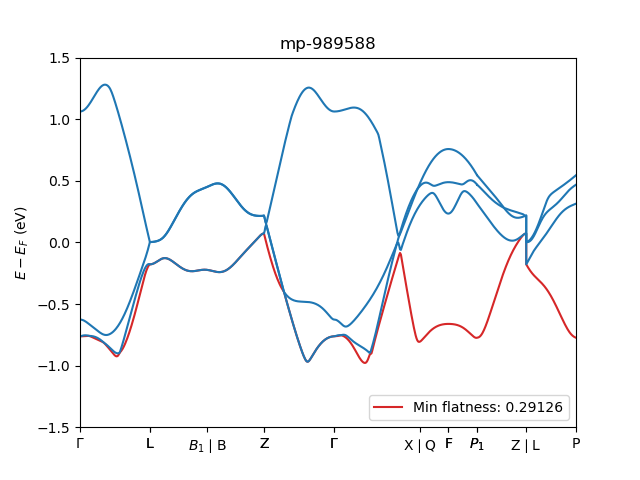 mp-989588
E − E_F (eV)
1.5
1.0
0.5
0.0
−0.5
−1.0
−1.5
Min flatness: 0.29126
Γ L B₁ | B Z Γ X | Q F P₁ Z | L P